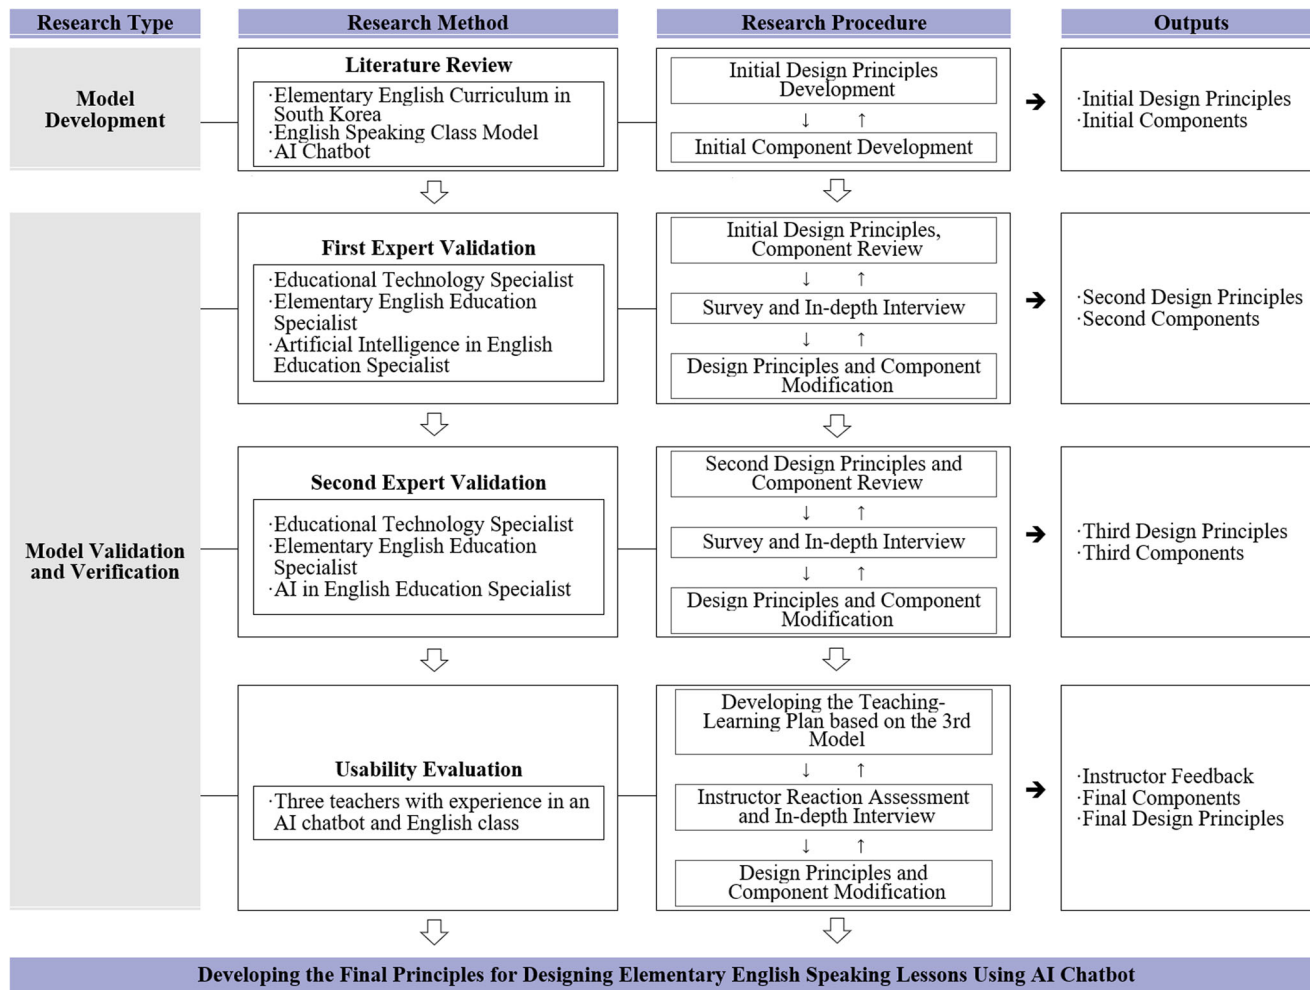 Research Type
Research Method
Research Procedure
Outputs
Model
Development
Literature Review
·Elementary English Curriculum in
South Korea
·English Speaking Class Model
·AI Chatbot
Initial Design Principles
Development
↓ ↑
Initial Component Development
➔
·Initial Design Principles
·Initial Components
Model Validation
and Verification
First Expert Validation
·Educational Technology Specialist
·Elementary English Education
Specialist
·Artificial Intelligence in English
Education Specialist
Initial Design Principles,
Component Review
↓ ↑
Survey and In-depth Interview
↓ ↑
Design Principles and Component
Modification
➔
·Second Design Principles
·Second Components
Second Expert Validation
·Educational Technology Specialist
·Elementary English Education
Specialist
·AI in English Education Specialist
Second Design Principles and
Component Review
↓ ↑
Survey and In-depth Interview
↓ ↑
Design Principles and Component
Modification
➔
·Third Design Principles
·Third Components
Usability Evaluation
·Three teachers with experience in an
AI chatbot and English class
Developing the Teaching-
Learning Plan based on the 3rd
Model
↓ ↑
Instructor Reaction Assessment
and In-depth Interview
↓ ↑
Design Principles and
Component Modification
➔
·Instructor Feedback
·Final Components
·Final Design Principles
Developing the Final Principles for Designing Elementary English Speaking Lessons Using AI Chatbot